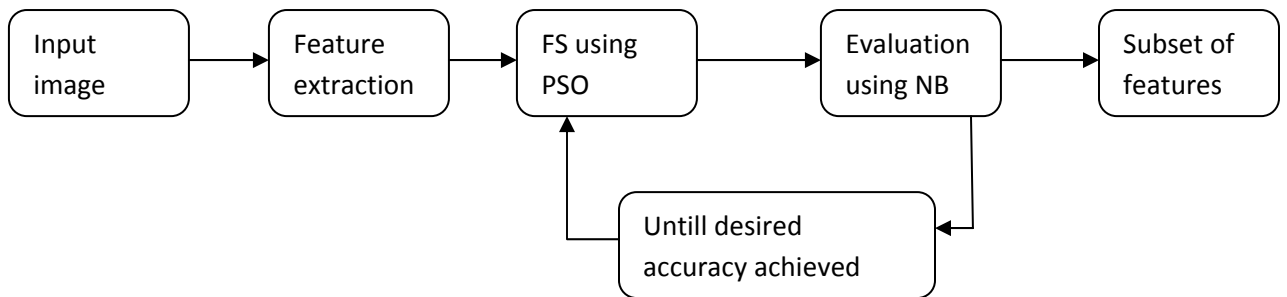 Input
image
Feature
extraction
FS using
PSO
Evaluation
using NB
Subset of
features
Untill desired
accuracy achieved